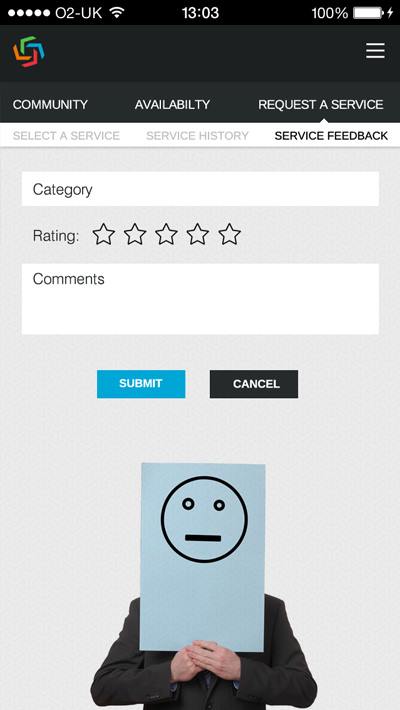 O2-UK 13:03 100%
COMMUNITY AVAILABILTY REQUEST A SERVICE
SELECT A SERVICE SERVICE HISTORY SERVICE FEEDBACK
Category
Rating:
Comments
SUBMIT CANCEL